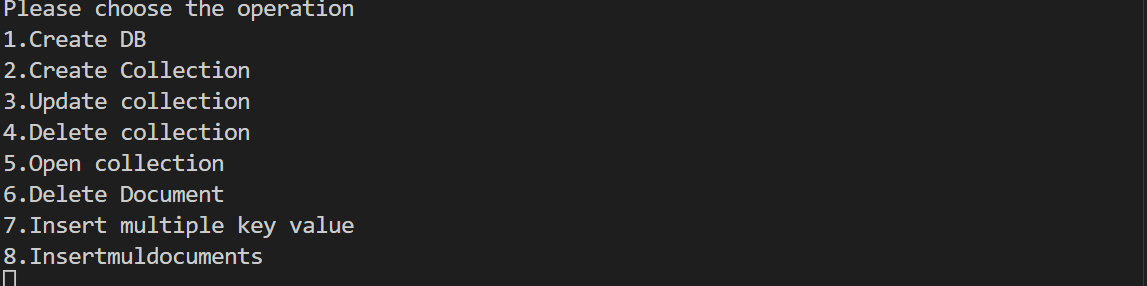 Please choose the operation
1.Create DB
2.Create Collection
3.Update collection
4.Delete collection
5.Open collection
6.Delete Document
7.Insert multiple key value
8.Insertmuldocuments